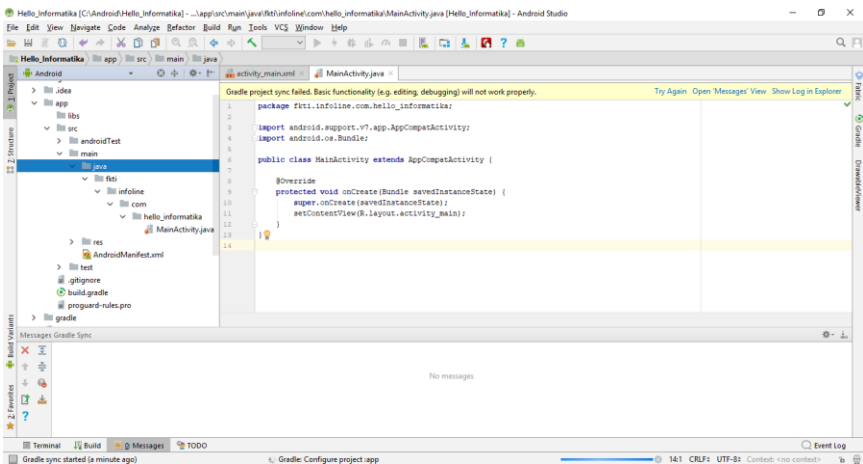 Hello_Informatika [C:\Android\Hello_Informatika] - ...\app\src\main\java\fkti\infoline\com\hello_informatika\MainActivity.java [Hello_Informatika] - Android Studio
File Edit View Navigate Code Analyze Refactor Build Run Tools VCS Window Help
Hello_Informatika app src main java
Android
activity_main.xml MainActivity.java
1: Project
Z: Structure
Build Variants
2: Favorites
.idea
app
libs
src
androidTest
main
java
fkti
infoline
com
hello_informatika
MainActivity.java
res
AndroidManifest.xml
test
.gitignore
build.gradle
proguard-rules.pro
gradle
Gradle project sync failed. Basic functionality (e.g. editing, debugging) will not work properly. Try Again Open 'Messages' View Show Log in Explorer
1 package fkti.infoline.com.hello_informatika;
2
3 import android.support.v7.app.AppCompatActivity;
4 import android.os.Bundle;
5
6 public class MainActivity extends AppCompatActivity {
7
8 @Override
9 protected void onCreate(Bundle savedInstanceState) {
10 super.onCreate(savedInstanceState);
11 setContentView(R.layout.activity_main);
12 }
13 }
14
Fabric
Gradle
DrawableViewer
Messages Gradle Sync
No messages
Terminal Build 0: Messages TODO Event Log
Gradle sync started (a minute ago) Gradle: Configure project :app 14:1 CRLF÷ UTF-8÷ Context: <no context>